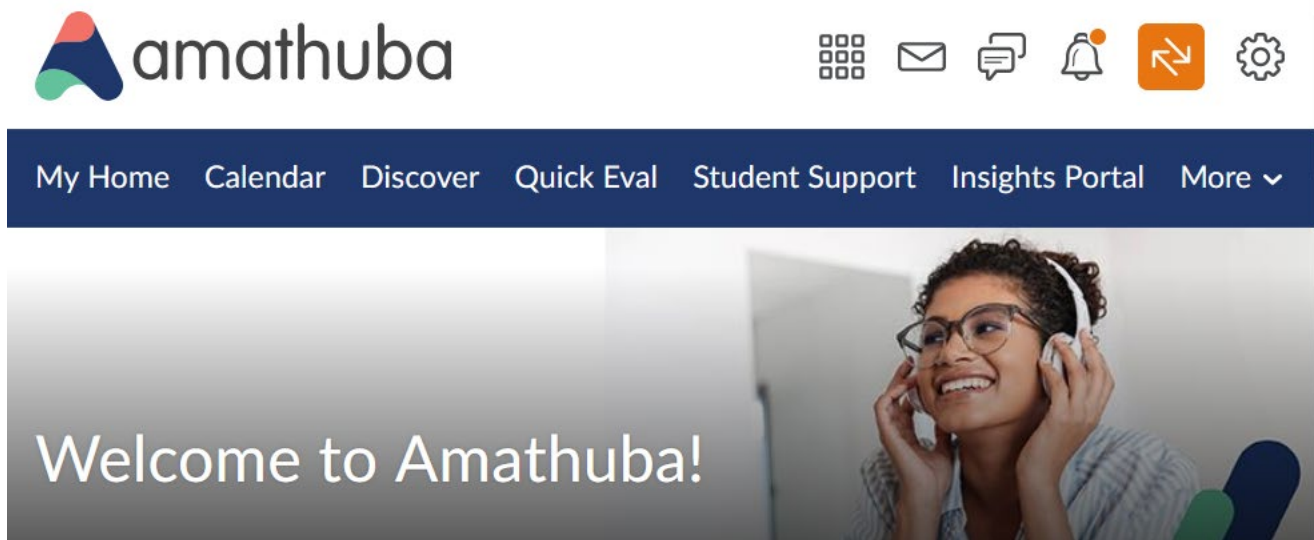 amathuba
My Home Calendar Discover Quick Eval Student Support Insights Portal More
Welcome to Amathuba!